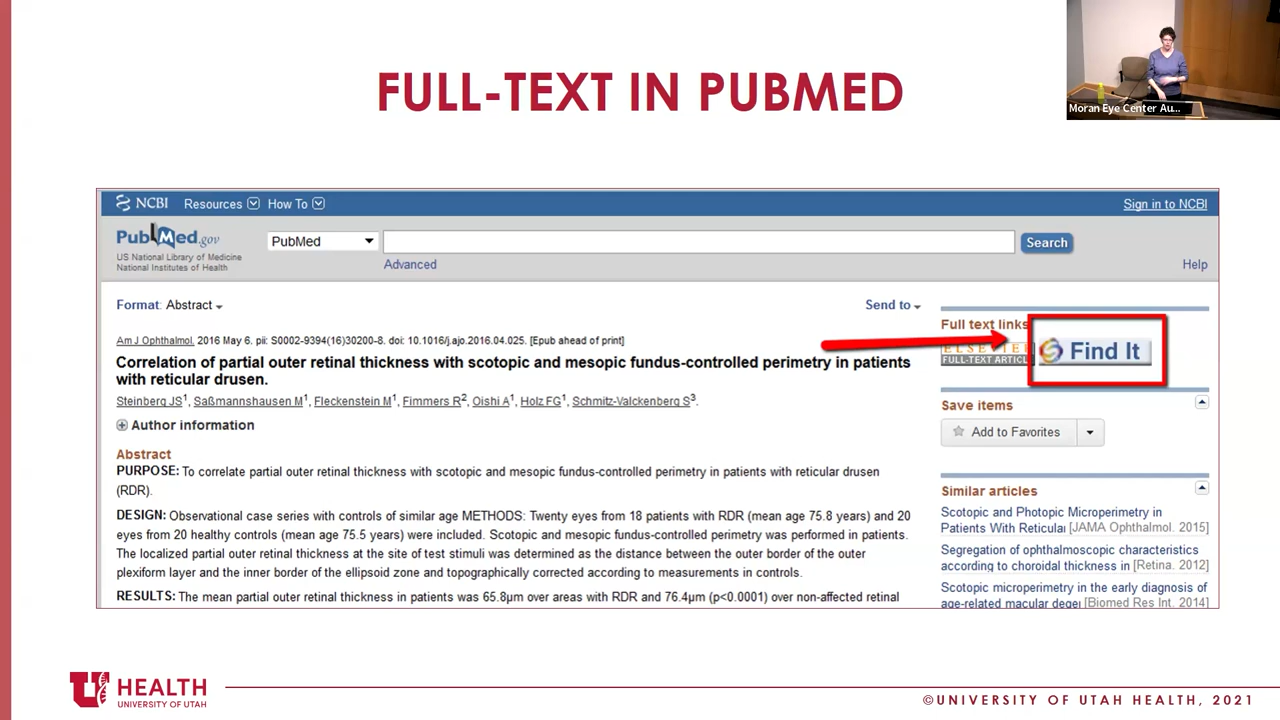 FULL-TEXT IN PUBMED
Moran Eye Center Au...
NCBI Resources How To Sign in to NCBI
PubMed.gov
US National Library of Medicine
National Institutes of Health
PubMed
Search
Advanced
Help
Format: Abstract
Send to
Am J Ophthalmol. 2016 May 6. pii: S0002-9394(16)30200-8. doi: 10.1016/j.ajo.2016.04.025. [Epub ahead of print]
Correlation of partial outer retinal thickness with scotopic and mesopic fundus-controlled perimetry in patients
with reticular drusen.
Steinberg JS1, Saßmannshausen M1, Fleckenstein M1, Fimmers R2, Oishi A1, Holz FG1, Schmitz-Valckenberg S3.
Author information
Abstract
PURPOSE: To correlate partial outer retinal thickness with scotopic and mesopic fundus-controlled perimetry in patients with reticular drusen
(RDR).
DESIGN: Observational case series with controls of similar age METHODS: Twenty eyes from 18 patients with RDR (mean age 75.8 years) and 20
eyes from 20 healthy controls (mean age 75.5 years) were included. Scotopic and mesopic fundus-controlled perimetry was performed in patients.
The localized partial outer retinal thickness at the site of test stimuli was determined as the distance between the outer border of the outer
plexiform layer and the inner border of the ellipsoid zone and topographically corrected according to measurements in controls.
RESULTS: The mean partial outer retinal thickness in patients was 65.8µm over areas with RDR and 76.4µm (p<0.0001) over non-affected retinal
Full text links
ELSEVIER
FULL-TEXT ARTICLE
Find It
Save items
Add to Favorites
Similar articles
Scotopic and Photopic Microperimetry in
Patients With Reticular [JAMA Ophthalmol. 2015]
Segregation of ophthalmoscopic characteristics
according to choroidal thickness in [Retina. 2012]
Scotopic microperimetry in the early diagnosis of
age-related macular dege [Biomed Res Int. 2014]
U HEALTH
UNIVERSITY OF UTAH
©UNIVERSITY OF UTAH HEALTH, 2021